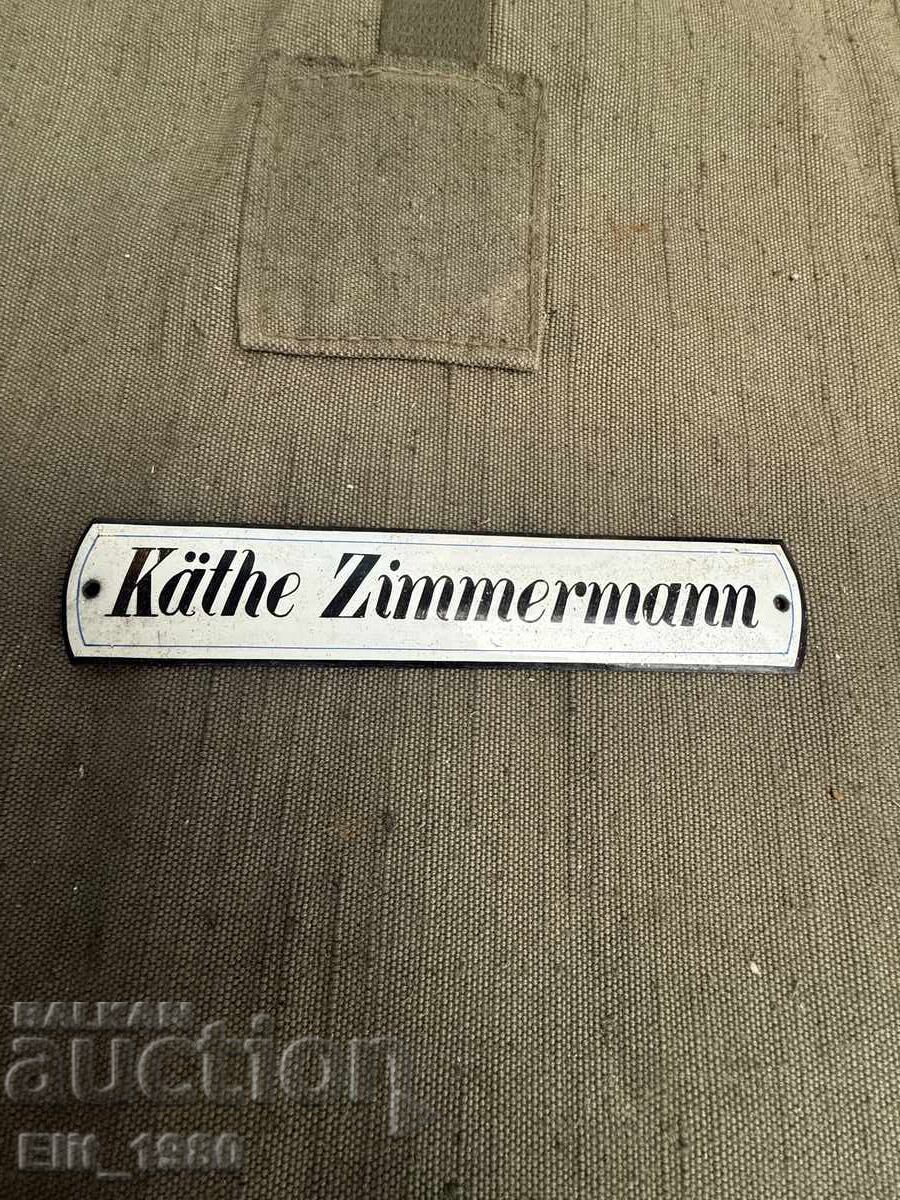 Käthe Zimmermann
BALKAN
auction
Elit_1980